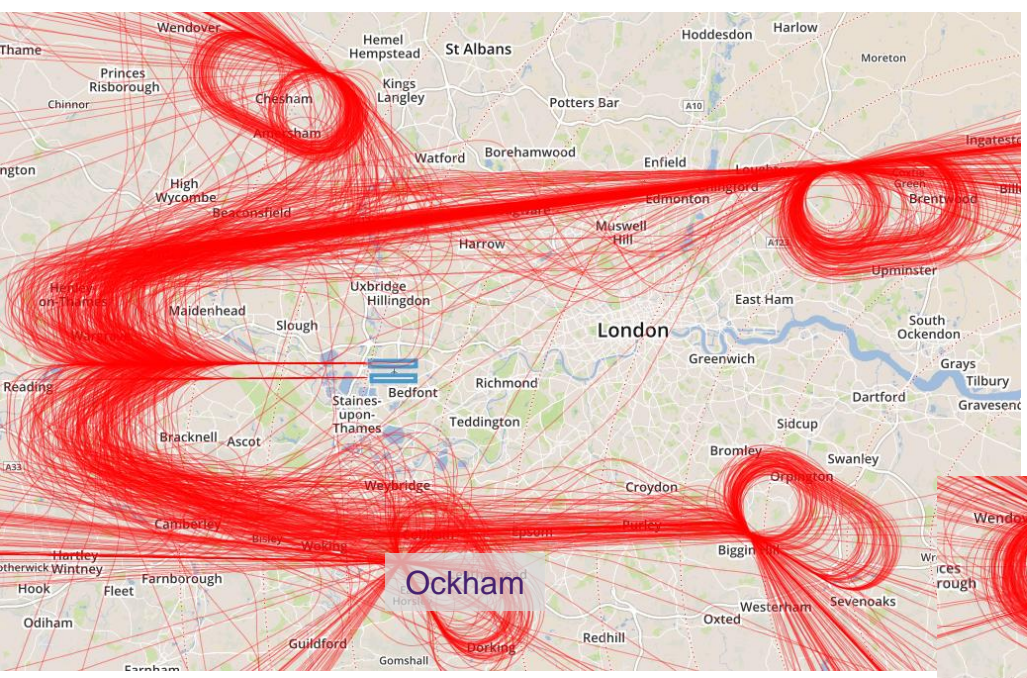 Wendover
Thame
Hemel
Hempstead
St Albans
Hoddesdon
Harlow
Princes
Risborough
Chinnor
Chesham
Kings
Langley
Moreton
Potters Bar
A10
Amersham
Watford
Borehamwood
Enfield
High
Wycombe
Beaconsfield
Edmonton
Green
Brentwood
Muswell
Hill
Harrow
A123
Upminster
Henley-
on-Thames
Uxbridge
Hillingdon
Maidenhead
Slough
East Ham
London
South
Ockendon
Greenwich
Grays
Tilbury
Reading
Bedfont
Richmond
Dartford
Staines-
upon-
Thames
Teddington
Sidcup
Bracknell
Ascot
Bromley
Swanley
A33
Orpington
Weybridge
Croydon
Camberley
Bisley
Woking
Purley
Biggin Hill
Hartley
Wintney
Hook
Fleet
Farnborough
Ockham
Westerham
Sevenoaks
Oxted
Odiham
Guildford
Dorking
Redhill
Gomshall
Farnham